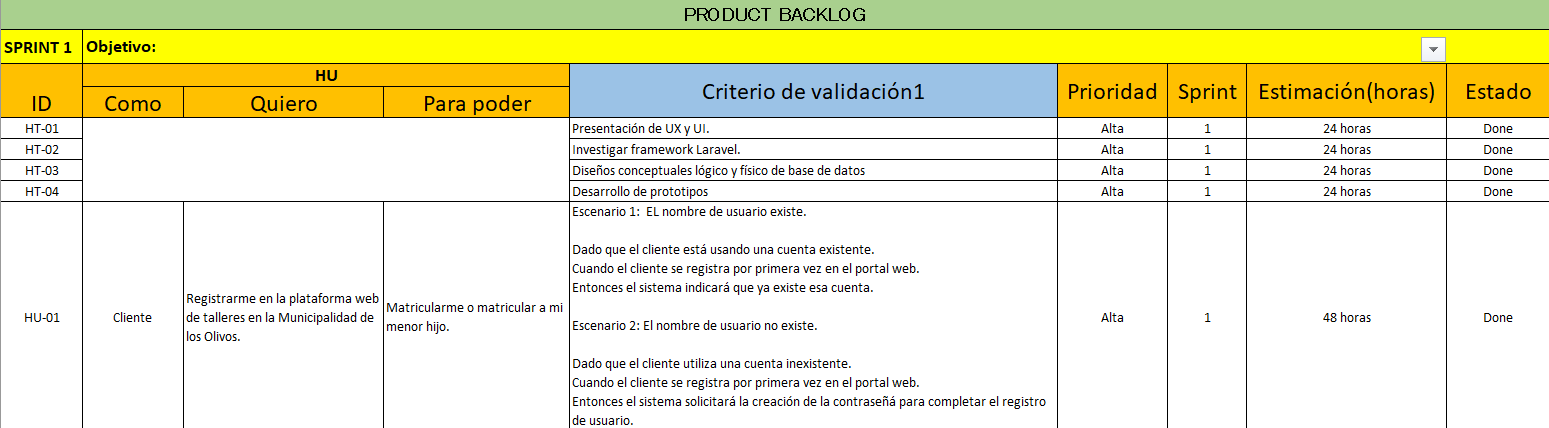 PRODUCT BACKLOG
SPRINT 1 Objetivo:
HU
ID Como Quiero Para poder Criterio de validación1 Prioridad Sprint Estimación(horas) Estado
HT-01 Presentación de UX y UI. Alta 1 24 horas Done
HT-02 Investigar framework Laravel. Alta 1 24 horas Done
HT-03 Diseños conceptuales lógico y físico de base de datos Alta 1 24 horas Done
HT-04 Desarrollo de prototipos Alta 1 24 horas Done
HU-01
Cliente
Registrarme en la plataforma web
de talleres en la Municipalidad de
los Olivos.
Matricularme o matricular a mi
menor hijo.
Escenario 1:  EL nombre de usuario existe.
Dado que el cliente está usando una cuenta existente.
Cuando el cliente se registra por primera vez en el portal web.
Entonces el sistema indicará que ya existe esa cuenta.
Escenario 2: El nombre de usuario no existe.
Dado que el cliente utiliza una cuenta inexistente.
Cuando el cliente se registra por primera vez en el portal web.
Entonces el sistema solicitará la creación de la contraseñá para completar el registro
de usuario.
Alta
1
48 horas
Done